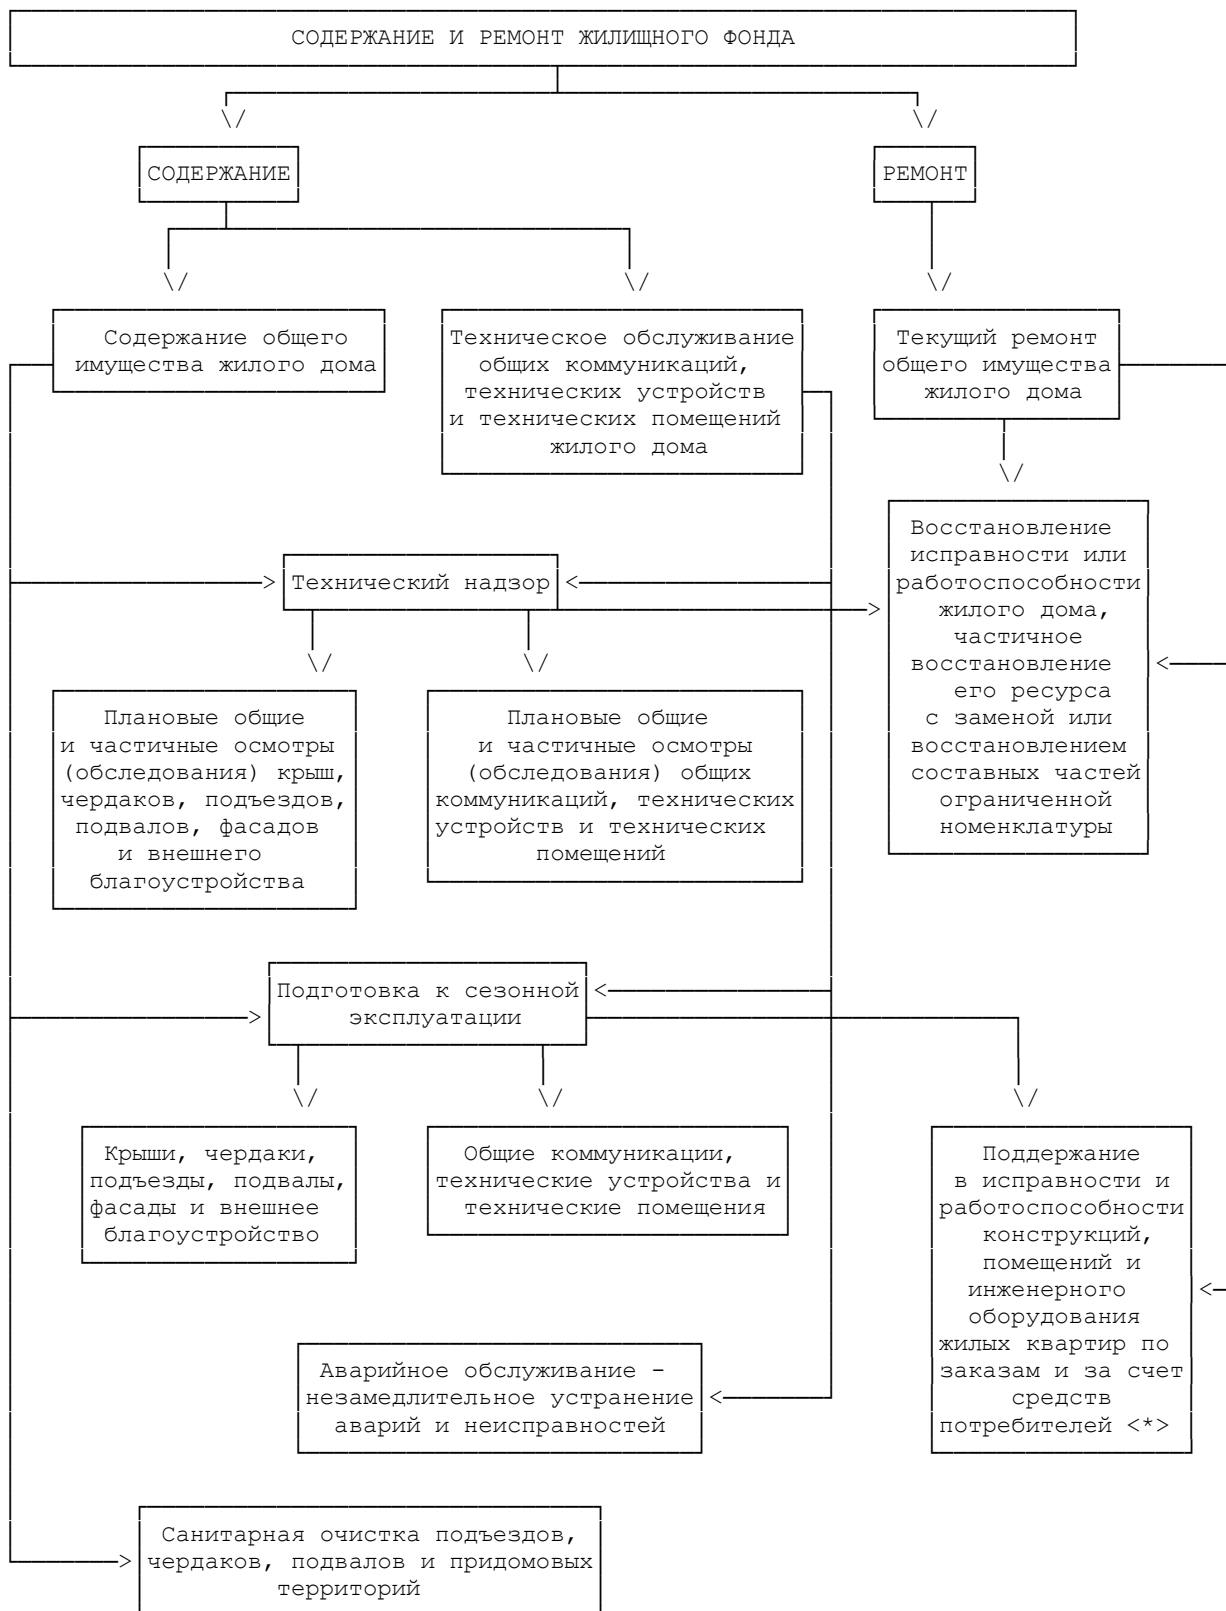 СОДЕРЖАНИЕ И РЕМОНТ ЖИЛИЩНОГО ФОНДА
СОДЕРЖАНИЕ
РЕМОНТ
Содержание общего
имущества жилого дома
Техническое обслуживание
общих коммуникаций,
технических устройств
и технических помещений
жилого дома
Текущий ремонт
общего имущества
жилого дома
Восстановление
исправности или
работоспособности
жилого дома,
частичное
восстановление
его ресурса
с заменой или
восстановлением
составных частей
ограниченной
номенклатуры
Технический надзор
Плановые общие
и частичные осмотры
(обследования) крыш,
чердаков, подъездов,
подвалов, фасадов
и внешнего
благоустройства
Плановые общие
и частичные осмотры
(обследования) общих
коммуникаций, технических
устройств и технических
помещений
Подготовка к сезонной
эксплуатации
Крыши, чердаки,
подъезды, подвалы,
фасады и внешнее
благоустройство
Общие коммуникации,
технические устройства и
технические помещения
Поддержание
в исправности и
работоспособности
конструкций,
помещений и
инженерного
оборудования
жилых квартир по
заказам и за счет
средств
потребителей <*>
Аварийное обслуживание -
незамедлительное устранение
аварий и неисправностей
Санитарная очистка подъездов,
чердаков, подвалов и придомовых
территорий